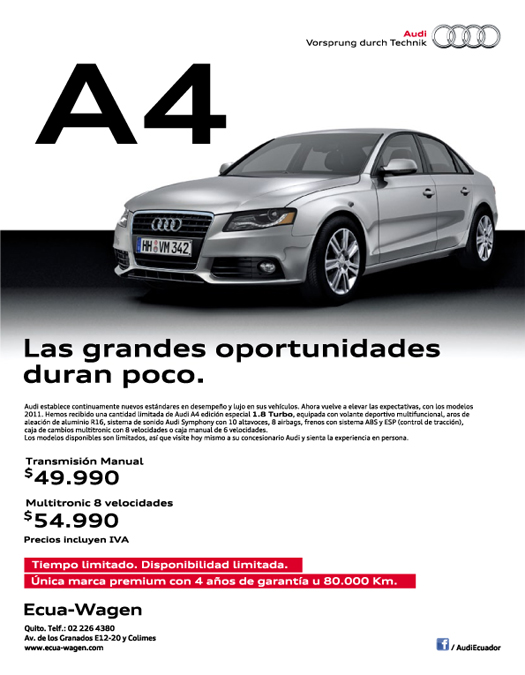 Audi
Vorsprung durch Technik
A4
HH VM 342
Las grandes oportunidades
duran poco.
Audi establece continuamente nuevos estándares en desempeño y lujo en sus vehículos. Ahora vuelve a elevar las expectativas, con los modelos
2011. Hemos recibido una cantidad limitada de Audi A4 edición especial 1.8 Turbo, equipada con volante deportivo multifuncional, aros de
aleación de aluminio R16, sistema de sonido Audi Symphony con 10 altavoces, 8 airbags, frenos con sistema ABS y ESP (control de tracción),
caja de cambios multitronic con 8 velocidades o caja manual de 6 velocidades.
Los modelos disponibles son limitados, así que visite hoy mismo a su concesionario Audi y sienta la experiencia en persona.
Transmisión Manual
$49.990
Multitronic 8 velocidades
$54.990
Precios incluyen IVA
Tiempo limitado. Disponibilidad limitada.
Única marca premium con 4 años de garantía u 80.000 Km.
Ecua-Wagen
Quito. Telf.: 02 226 4380
Av. de los Granados E12-20 y Colimes
www.ecua-wagen.com
f / AudiEcuador